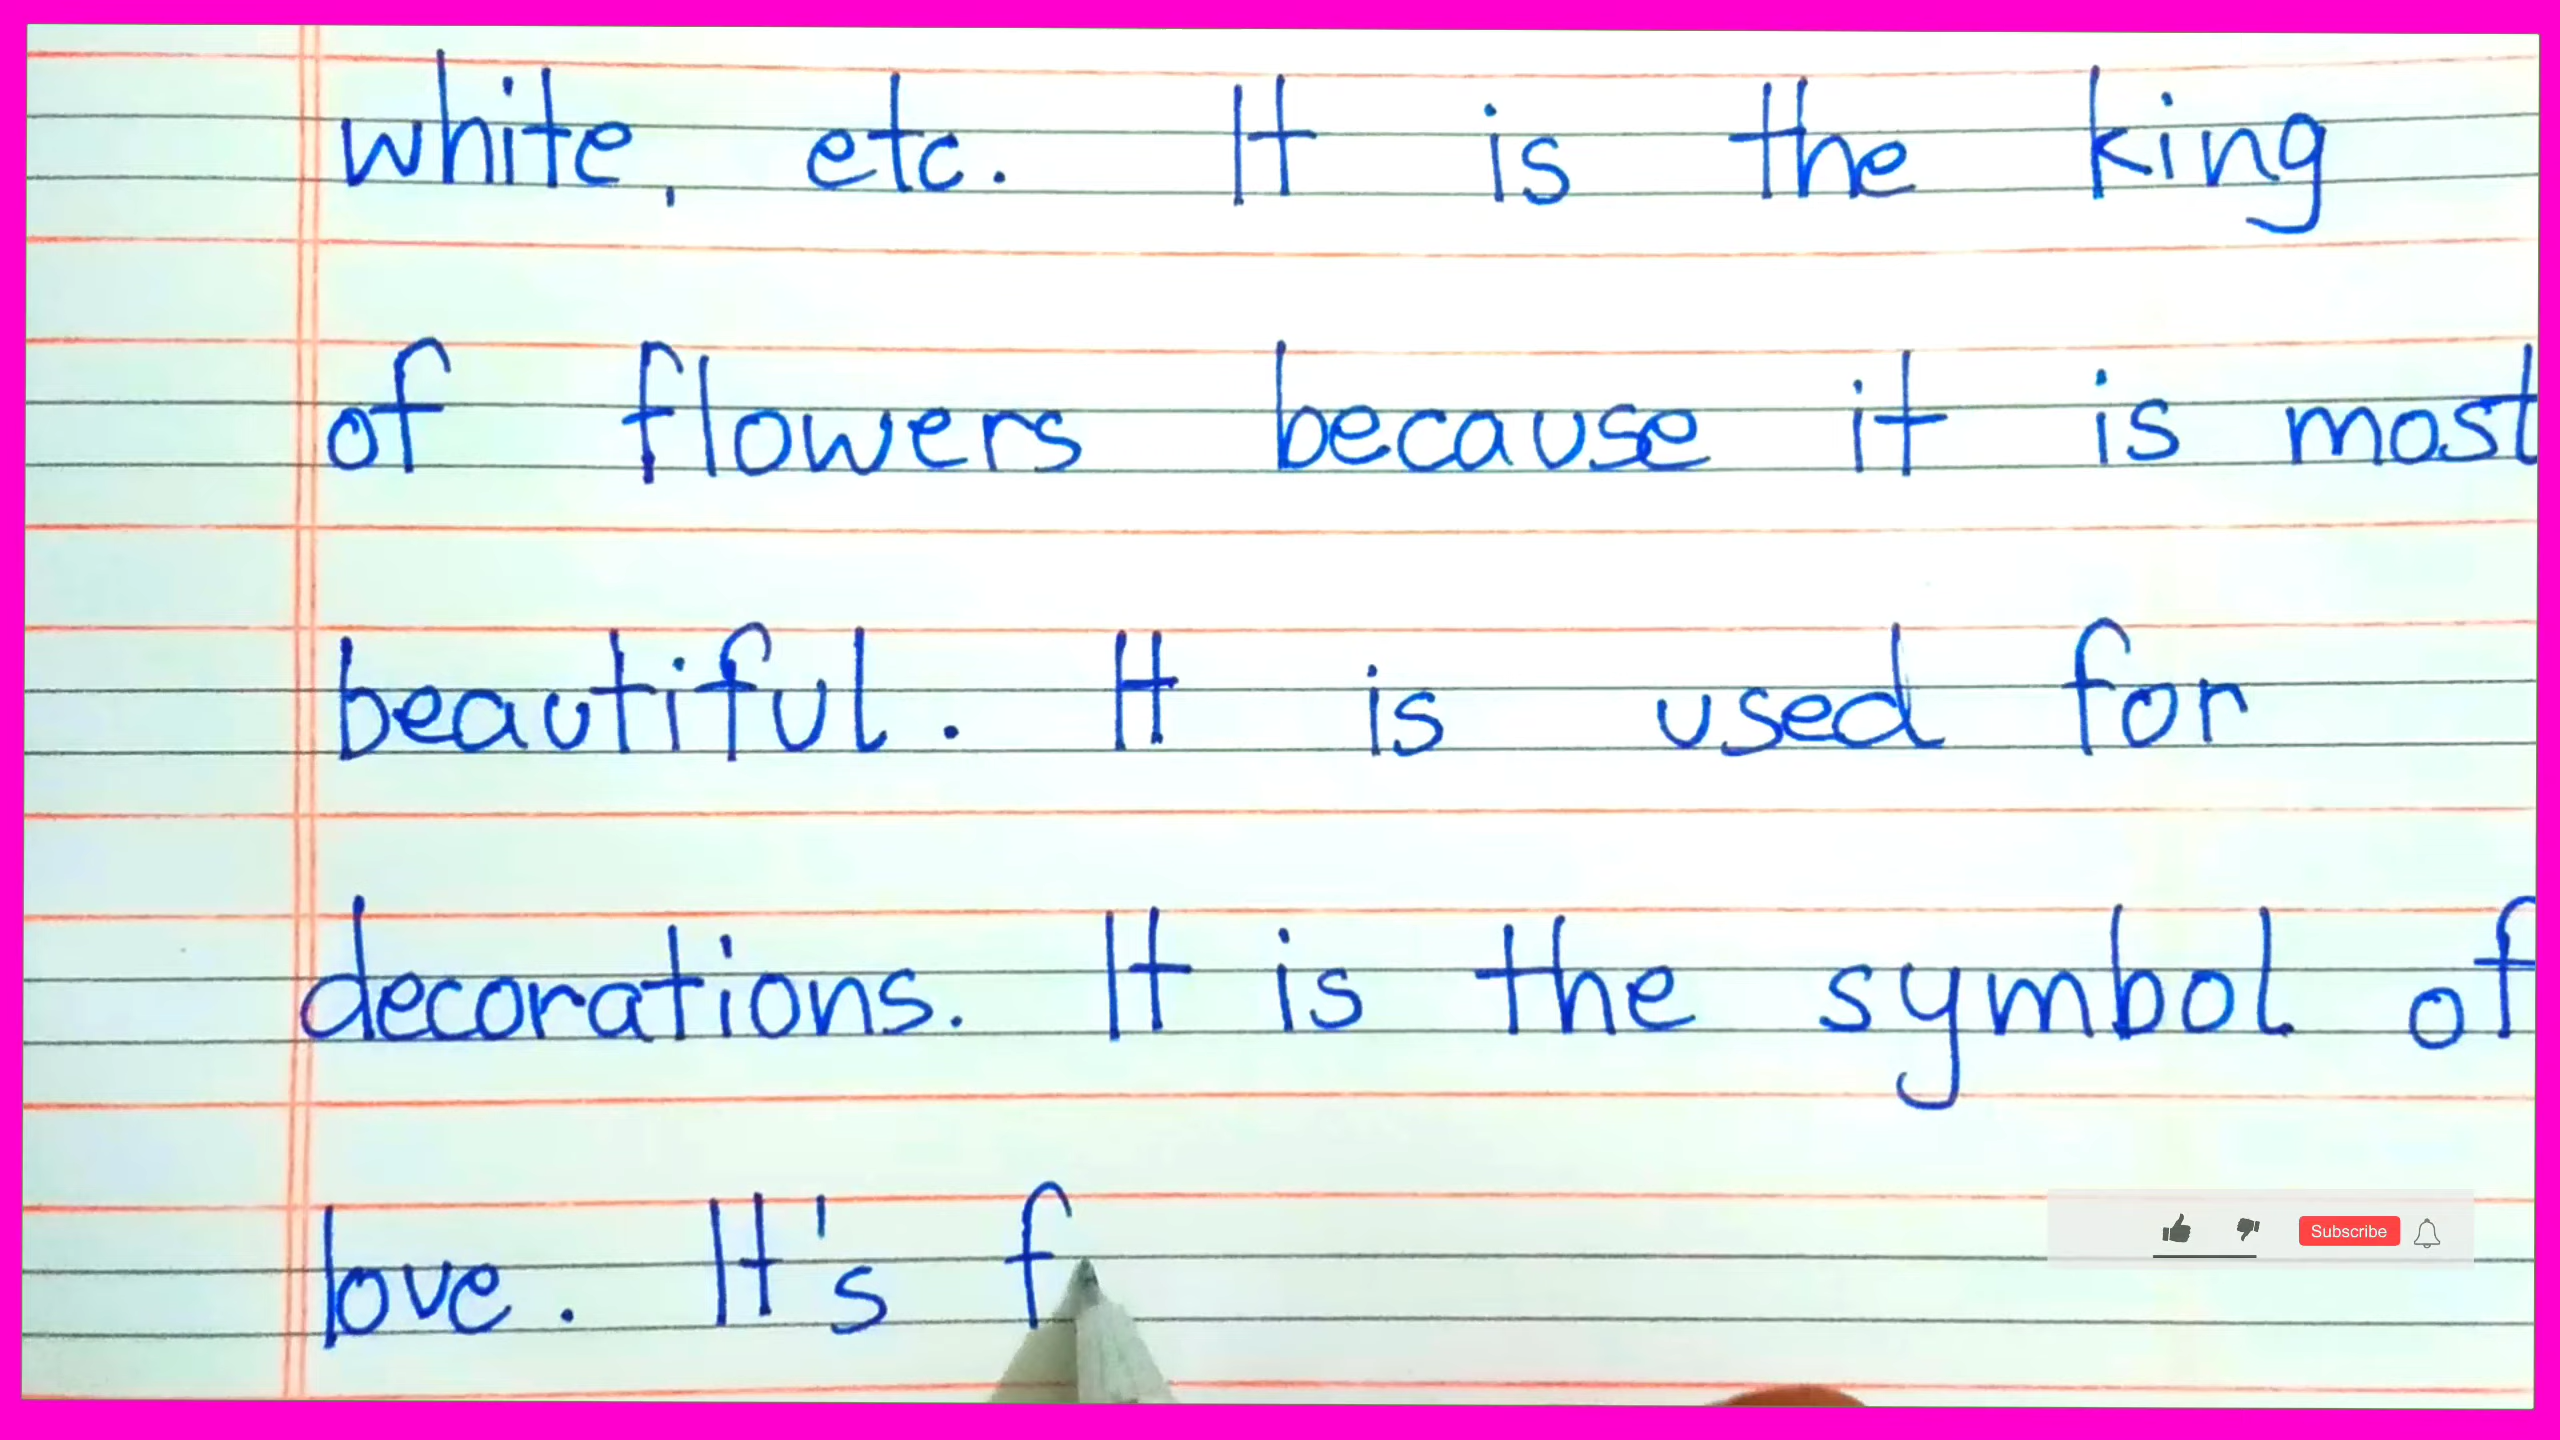 white, etc. It is the king
of flowers because it is most
beautiful. It is used for
decorations. It is the symbol of
love. It's f
Subscribe